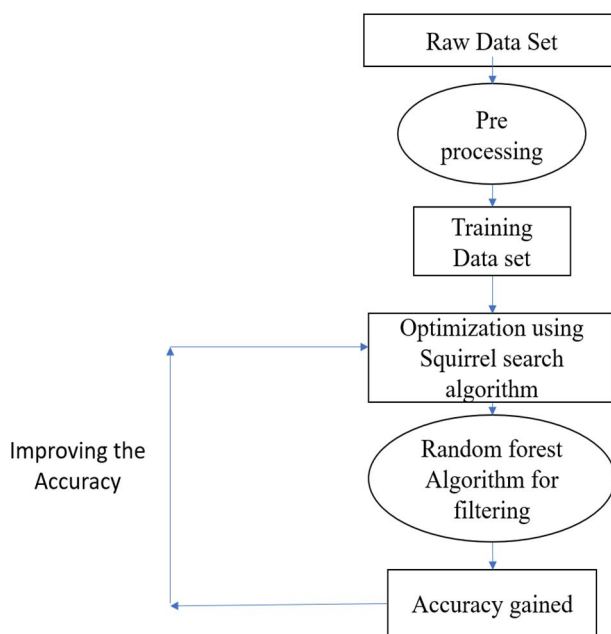 Raw Data Set
Pre
processing
Training
Data set
Optimization using
Squirrel search
algorithm
Improving the
Accuracy
Random forest
Algorithm for
filtering
Accuracy gained